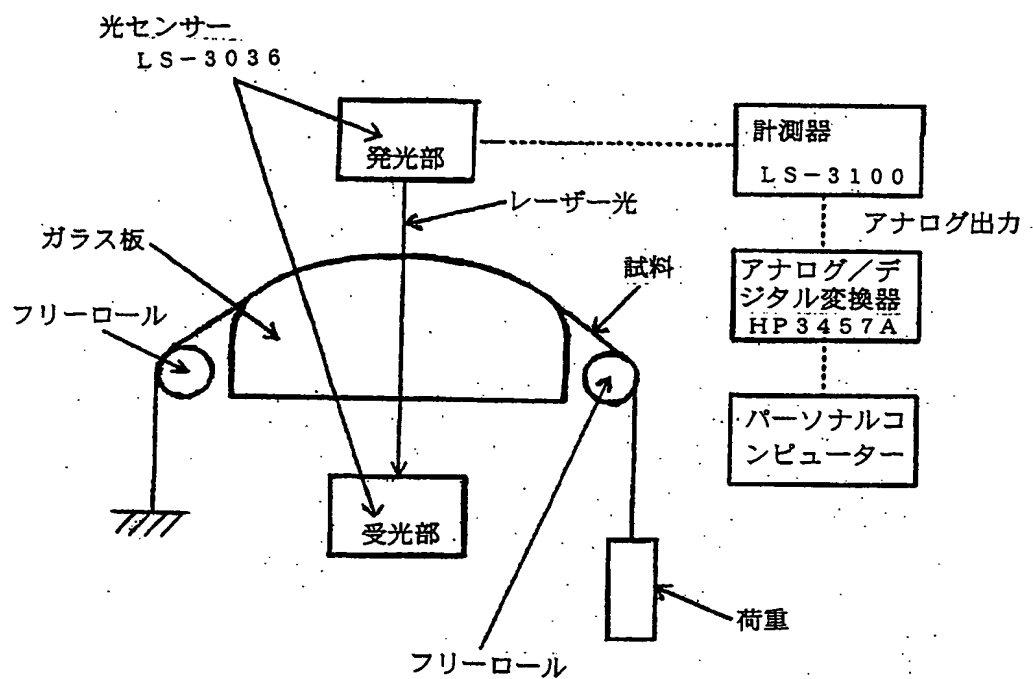 光センサー
LS-3036
発光部
計測器
LS-3100
レーザー光
アナログ出力
ガラス板
試料
アナログ/デ
ジタル変換器
HP3457A
フリーロール
パーソナルコ
ンピューター
受光部
荷重
フリーロール